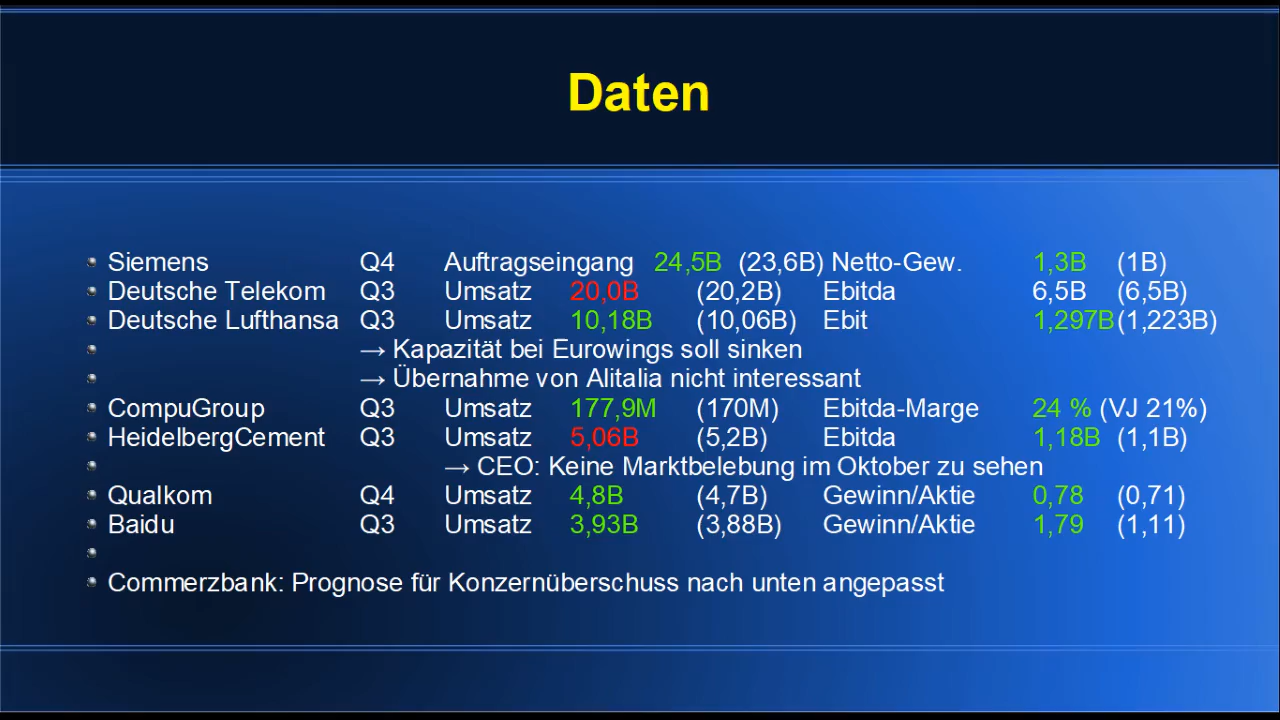 Daten
Siemens Q4 Auftragseingang 24,5B (23,6B) Netto-Gew. 1,3B (1B)
Deutsche Telekom Q3 Umsatz 20,0B (20,2B) Ebitda 6,5B (6,5B)
Deutsche Lufthansa Q3 Umsatz 10,18B (10,06B) Ebit 1,297B (1,223B)
→ Kapazität bei Eurowings soll sinken
→ Übernahme von Alitalia nicht interessant
CompuGroup Q3 Umsatz 177,9M (170M) Ebitda-Marge 24 % (VJ 21%)
HeidelbergCement Q3 Umsatz 5,06B (5,2B) Ebitda 1,18B (1,1B)
→ CEO: Keine Marktbelebung im Oktober zu sehen
Qualkom Q4 Umsatz 4,8B (4,7B) Gewinn/Aktie 0,78 (0,71)
Baidu Q3 Umsatz 3,93B (3,88B) Gewinn/Aktie 1,79 (1,11)
Commerzbank: Prognose für Konzernüberschuss nach unten angepasst